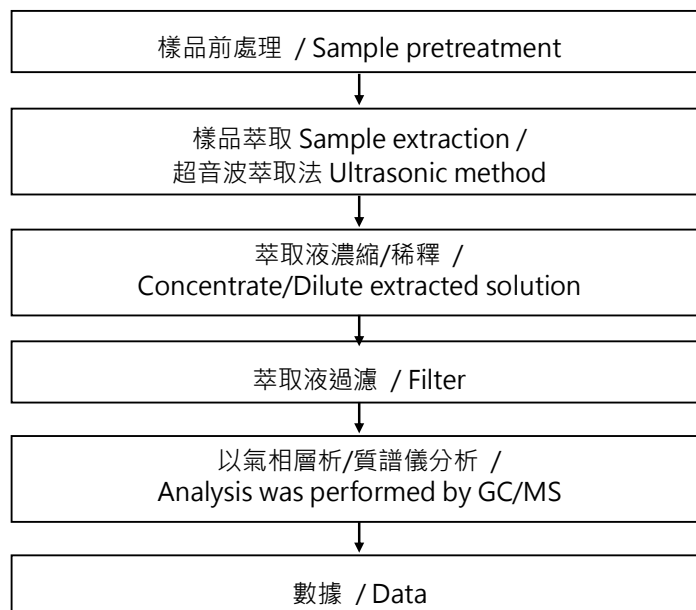 樣品前處理 / Sample pretreatment
樣品萃取 Sample extraction /
超音波萃取法 Ultrasonic method
萃取液濃縮/稀釋 /
Concentrate/Dilute extracted solution
萃取液過濾 / Filter
以氣相層析/質譜儀分析 /
Analysis was performed by GC/MS
數據 / Data